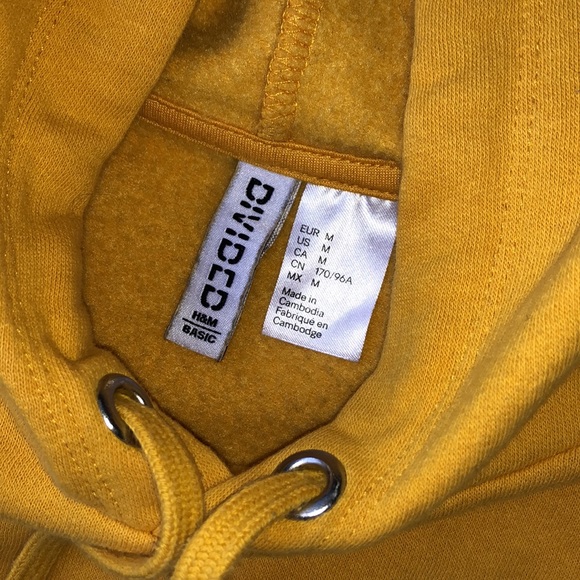 DIVIDED
H&M
BASIC
EUR M
US M
CA M
CN 170/96A
MX M
Made in
Cambodia
Fabriqué en
Cambodge